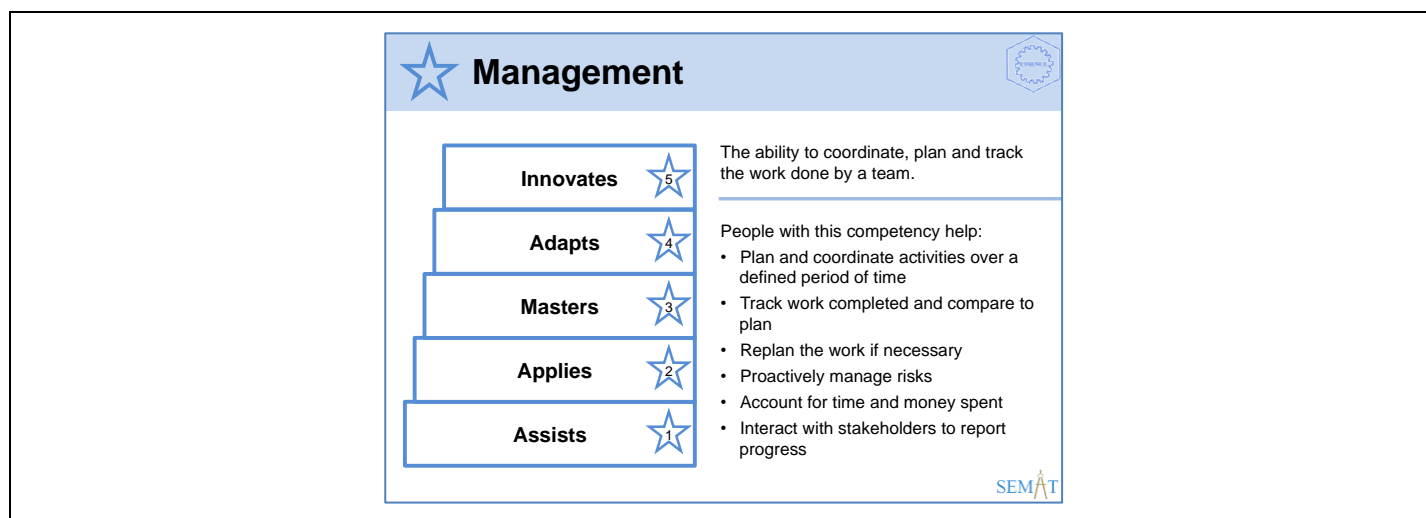 Management
ESSENCE
The ability to coordinate, plan and track
the work done by a team.
Innovates 5
Adapts 4
Masters 3
Applies 2
Assists 1
People with this competency help:
• Plan and coordinate activities over a
defined period of time
• Track work completed and compare to
plan
• Replan the work if necessary
• Proactively manage risks
• Account for time and money spent
• Interact with stakeholders to report
progress
SEMAT